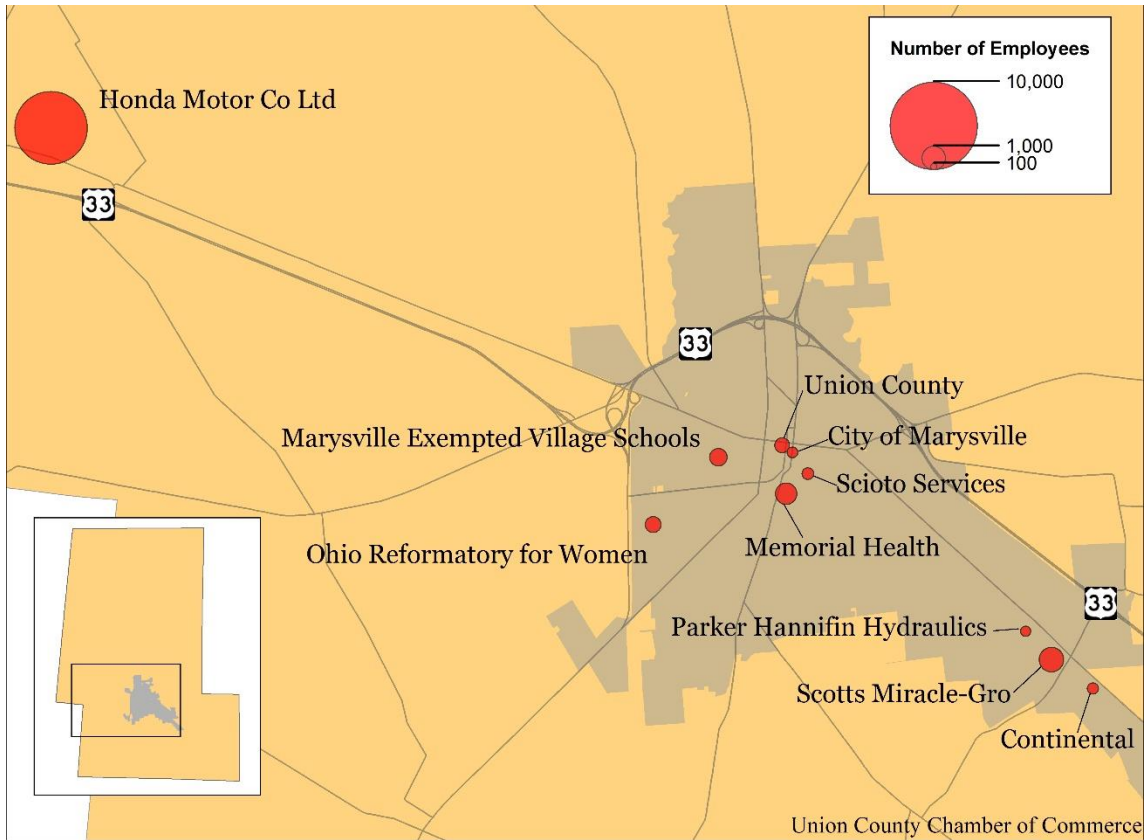 Number of Employees
10,000
1,000
100
Honda Motor Co Ltd
33
33
Union County
Marysville Exempted Village Schools
City of Marysville
Scioto Services
Memorial Health
Ohio Reformatory for Women
33
Parker Hannifin Hydraulics
Scotts Miracle-Gro
Continental
Union County Chamber of Commerce